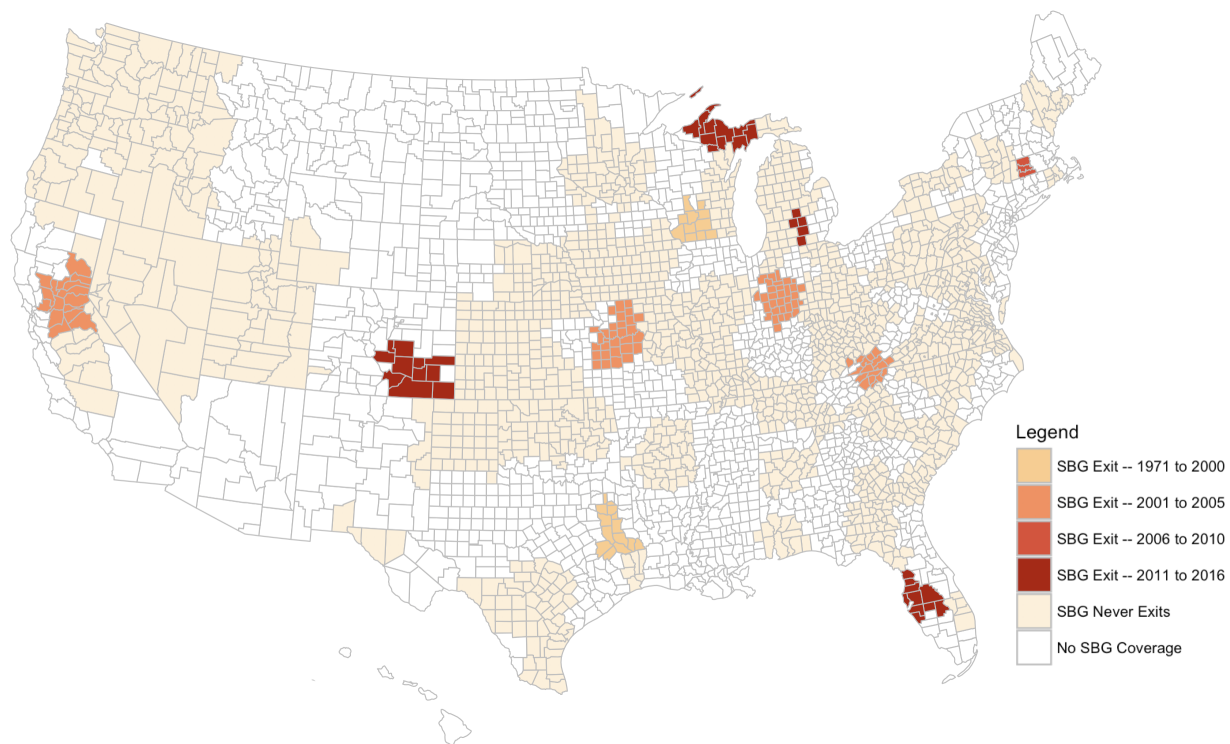 Legend
SBG Exit -- 1971 to 2000
SBG Exit -- 2001 to 2005
SBG Exit -- 2006 to 2010
SBG Exit -- 2011 to 2016
SBG Never Exits
No SBG Coverage